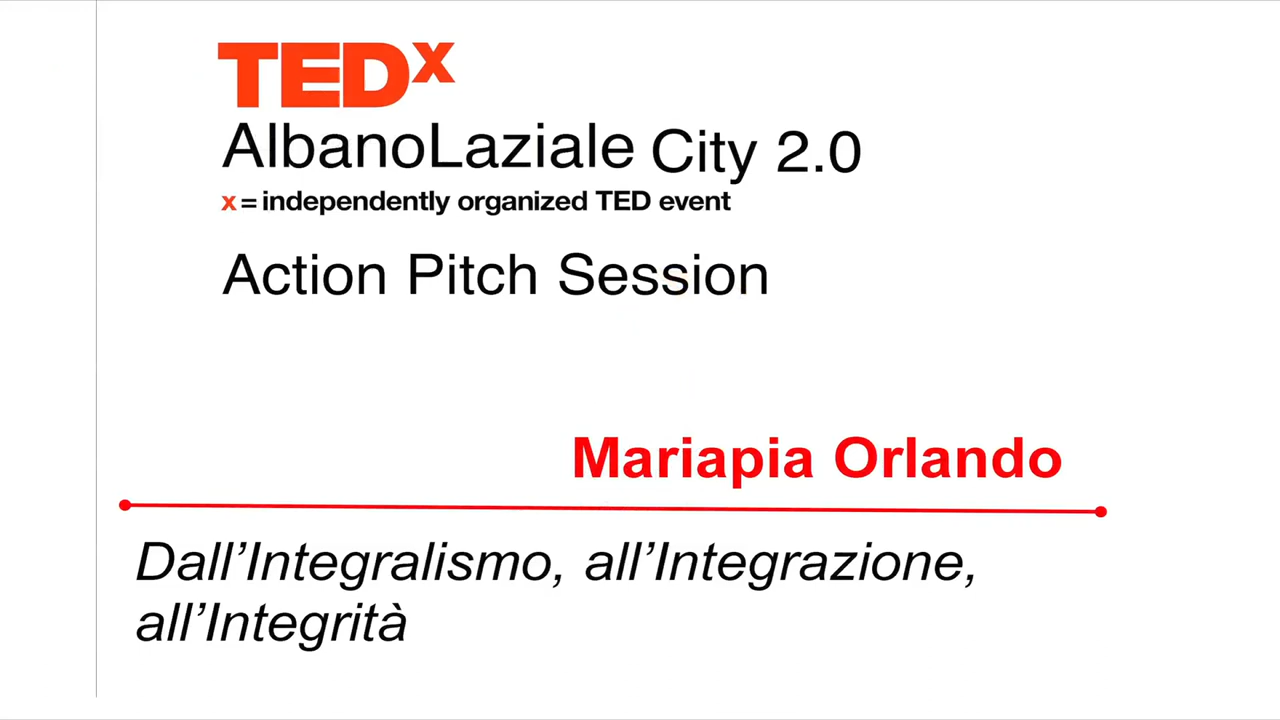 TEDx
AlbanoLaziale City 2.0
x = independently organized TED event
Action Pitch Session
Mariapia Orlando
Dall’Integralismo, all’Integrazione,
all’Integrità